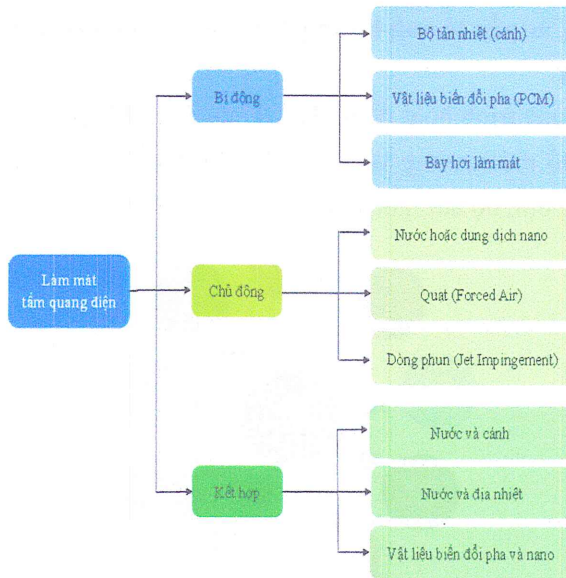 Bộ tản nhiệt (cánh)
Bị động
Vật liệu biến đổi pha (PCM)
Bay hơi làm mát
Nước hoặc dung dịch nano
Làm mát
tấm quang điện
Chủ động
Quạt (Forced Air)
Dòng phun (Jet Impingement)
Nước và cánh
Kết hợp
Nước và địa nhiệt
Vật liệu biến đổi pha và nano